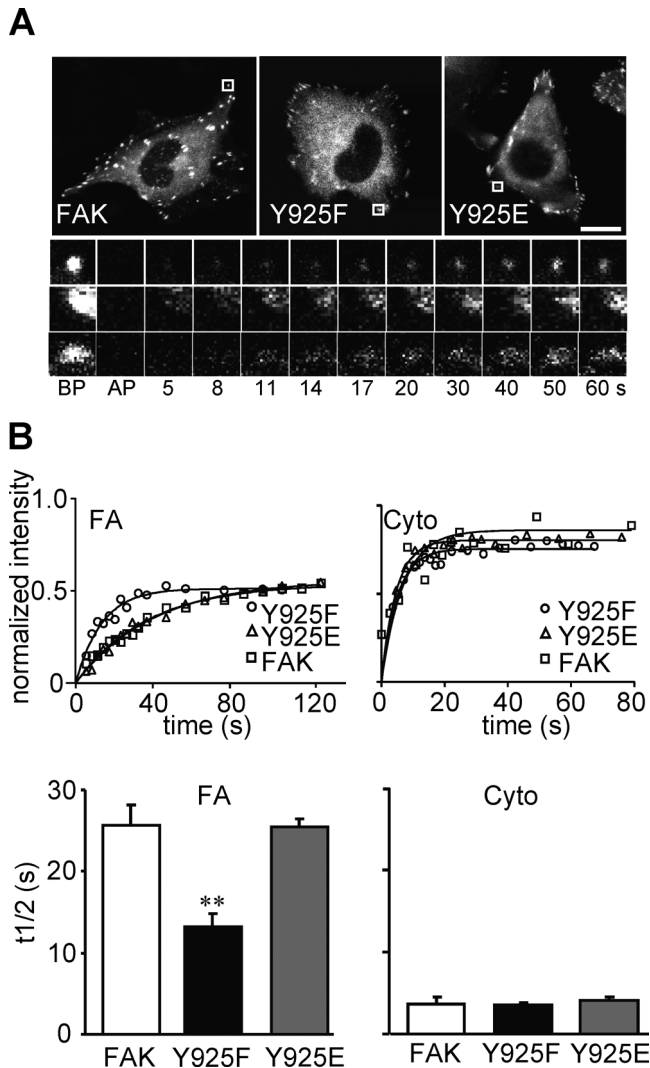 A
FAK Y925F Y925E
BP AP 5 8 11 14 17 20 30 40 50 60 s
B
normalized intensity
1.0
0.5
0
FA
Y925F
Y925E
FAK
0 40 80 120
time (s)
Cyto
Y925F
Y925E
FAK
0 20 40 60 80
time (s)
t1/2 (s)
30
20
10
0
FA
**
FAK Y925F Y925E
Cyto
FAK Y925F Y925E